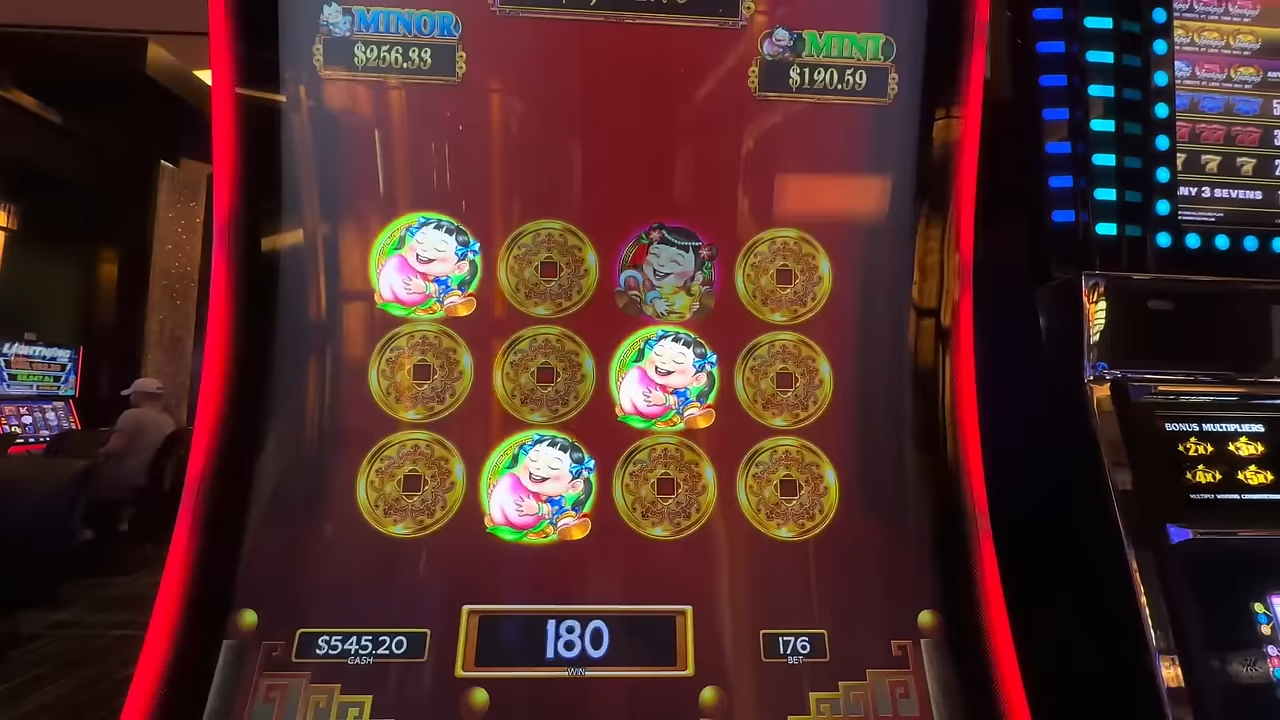 MINOR
$256.33
MINI
$120.59
$545.20
CASH
180
WIN
176
BET
ANY 3 SEVENS
BONUS MULTIPLIERS
2X 3X
4X 5X